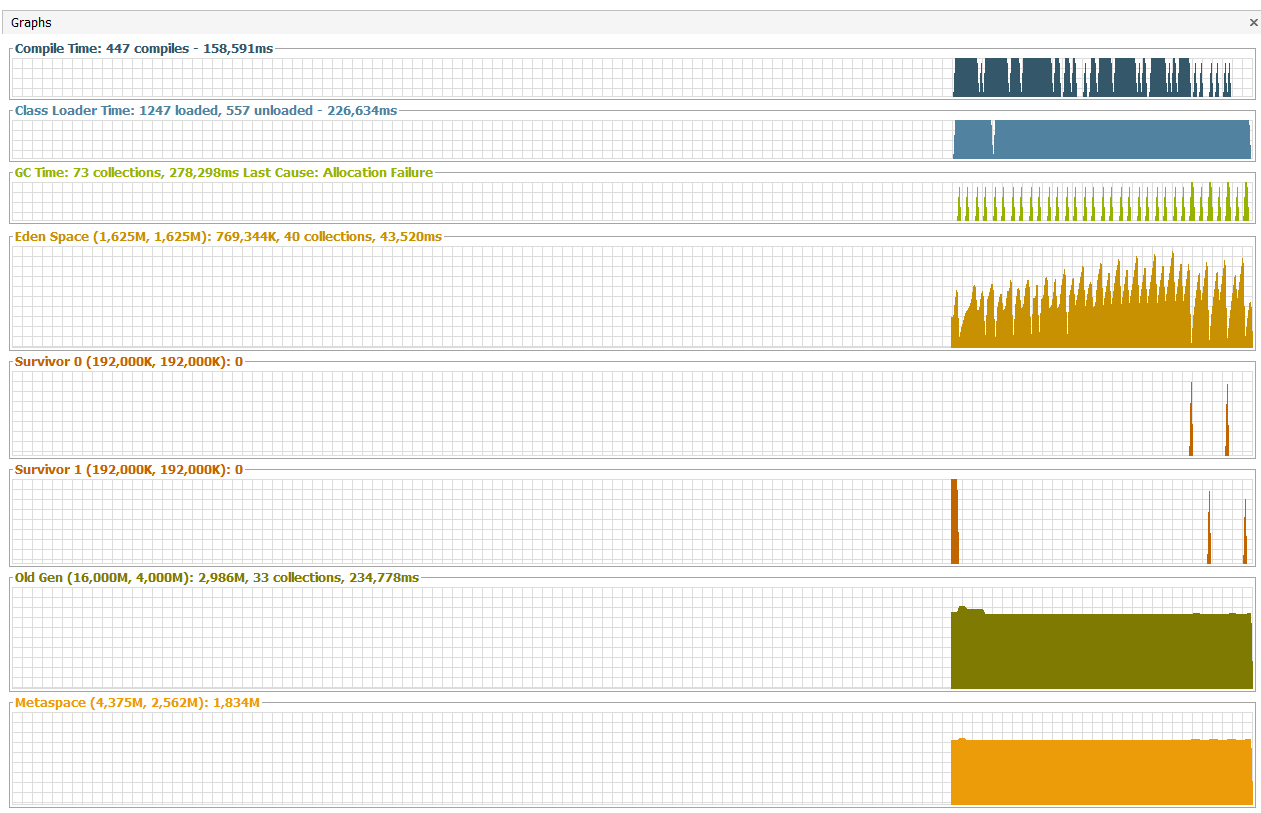 Graphs
Compile Time: 447 compiles - 158,591ms
Class Loader Time: 1247 loaded, 557 unloaded - 226,634ms
GC Time: 73 collections, 278,298ms Last Cause: Allocation Failure
Eden Space (1,625M, 1,625M): 769,344K, 40 collections, 43,520ms
Survivor 0 (192,000K, 192,000K): 0
Survivor 1 (192,000K, 192,000K): 0
Old Gen (16,000M, 4,000M): 2,986M, 33 collections, 234,778ms
Metaspace (4,375M, 2,562M): 1,834M